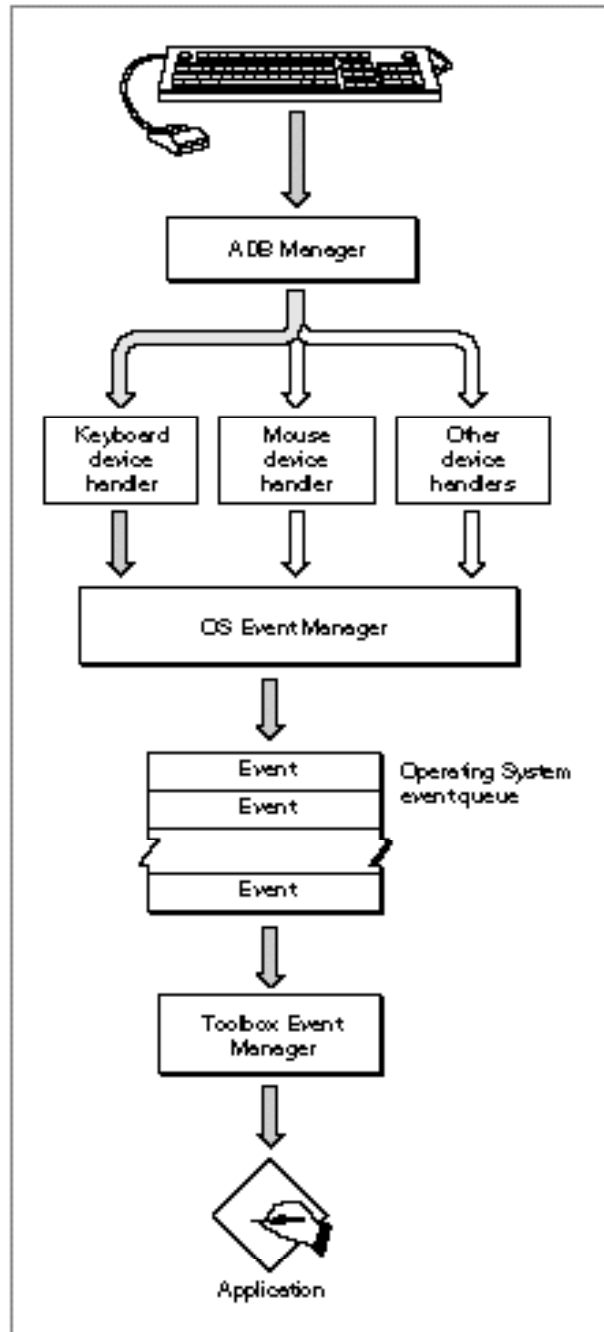 ADB Manager
Keyboard
device
handler
Mouse
device
handler
Other
device
handlers
OS Event Manager
Event
Event
Event
Operating System
event queue
Toolbox Event
Manager
Application